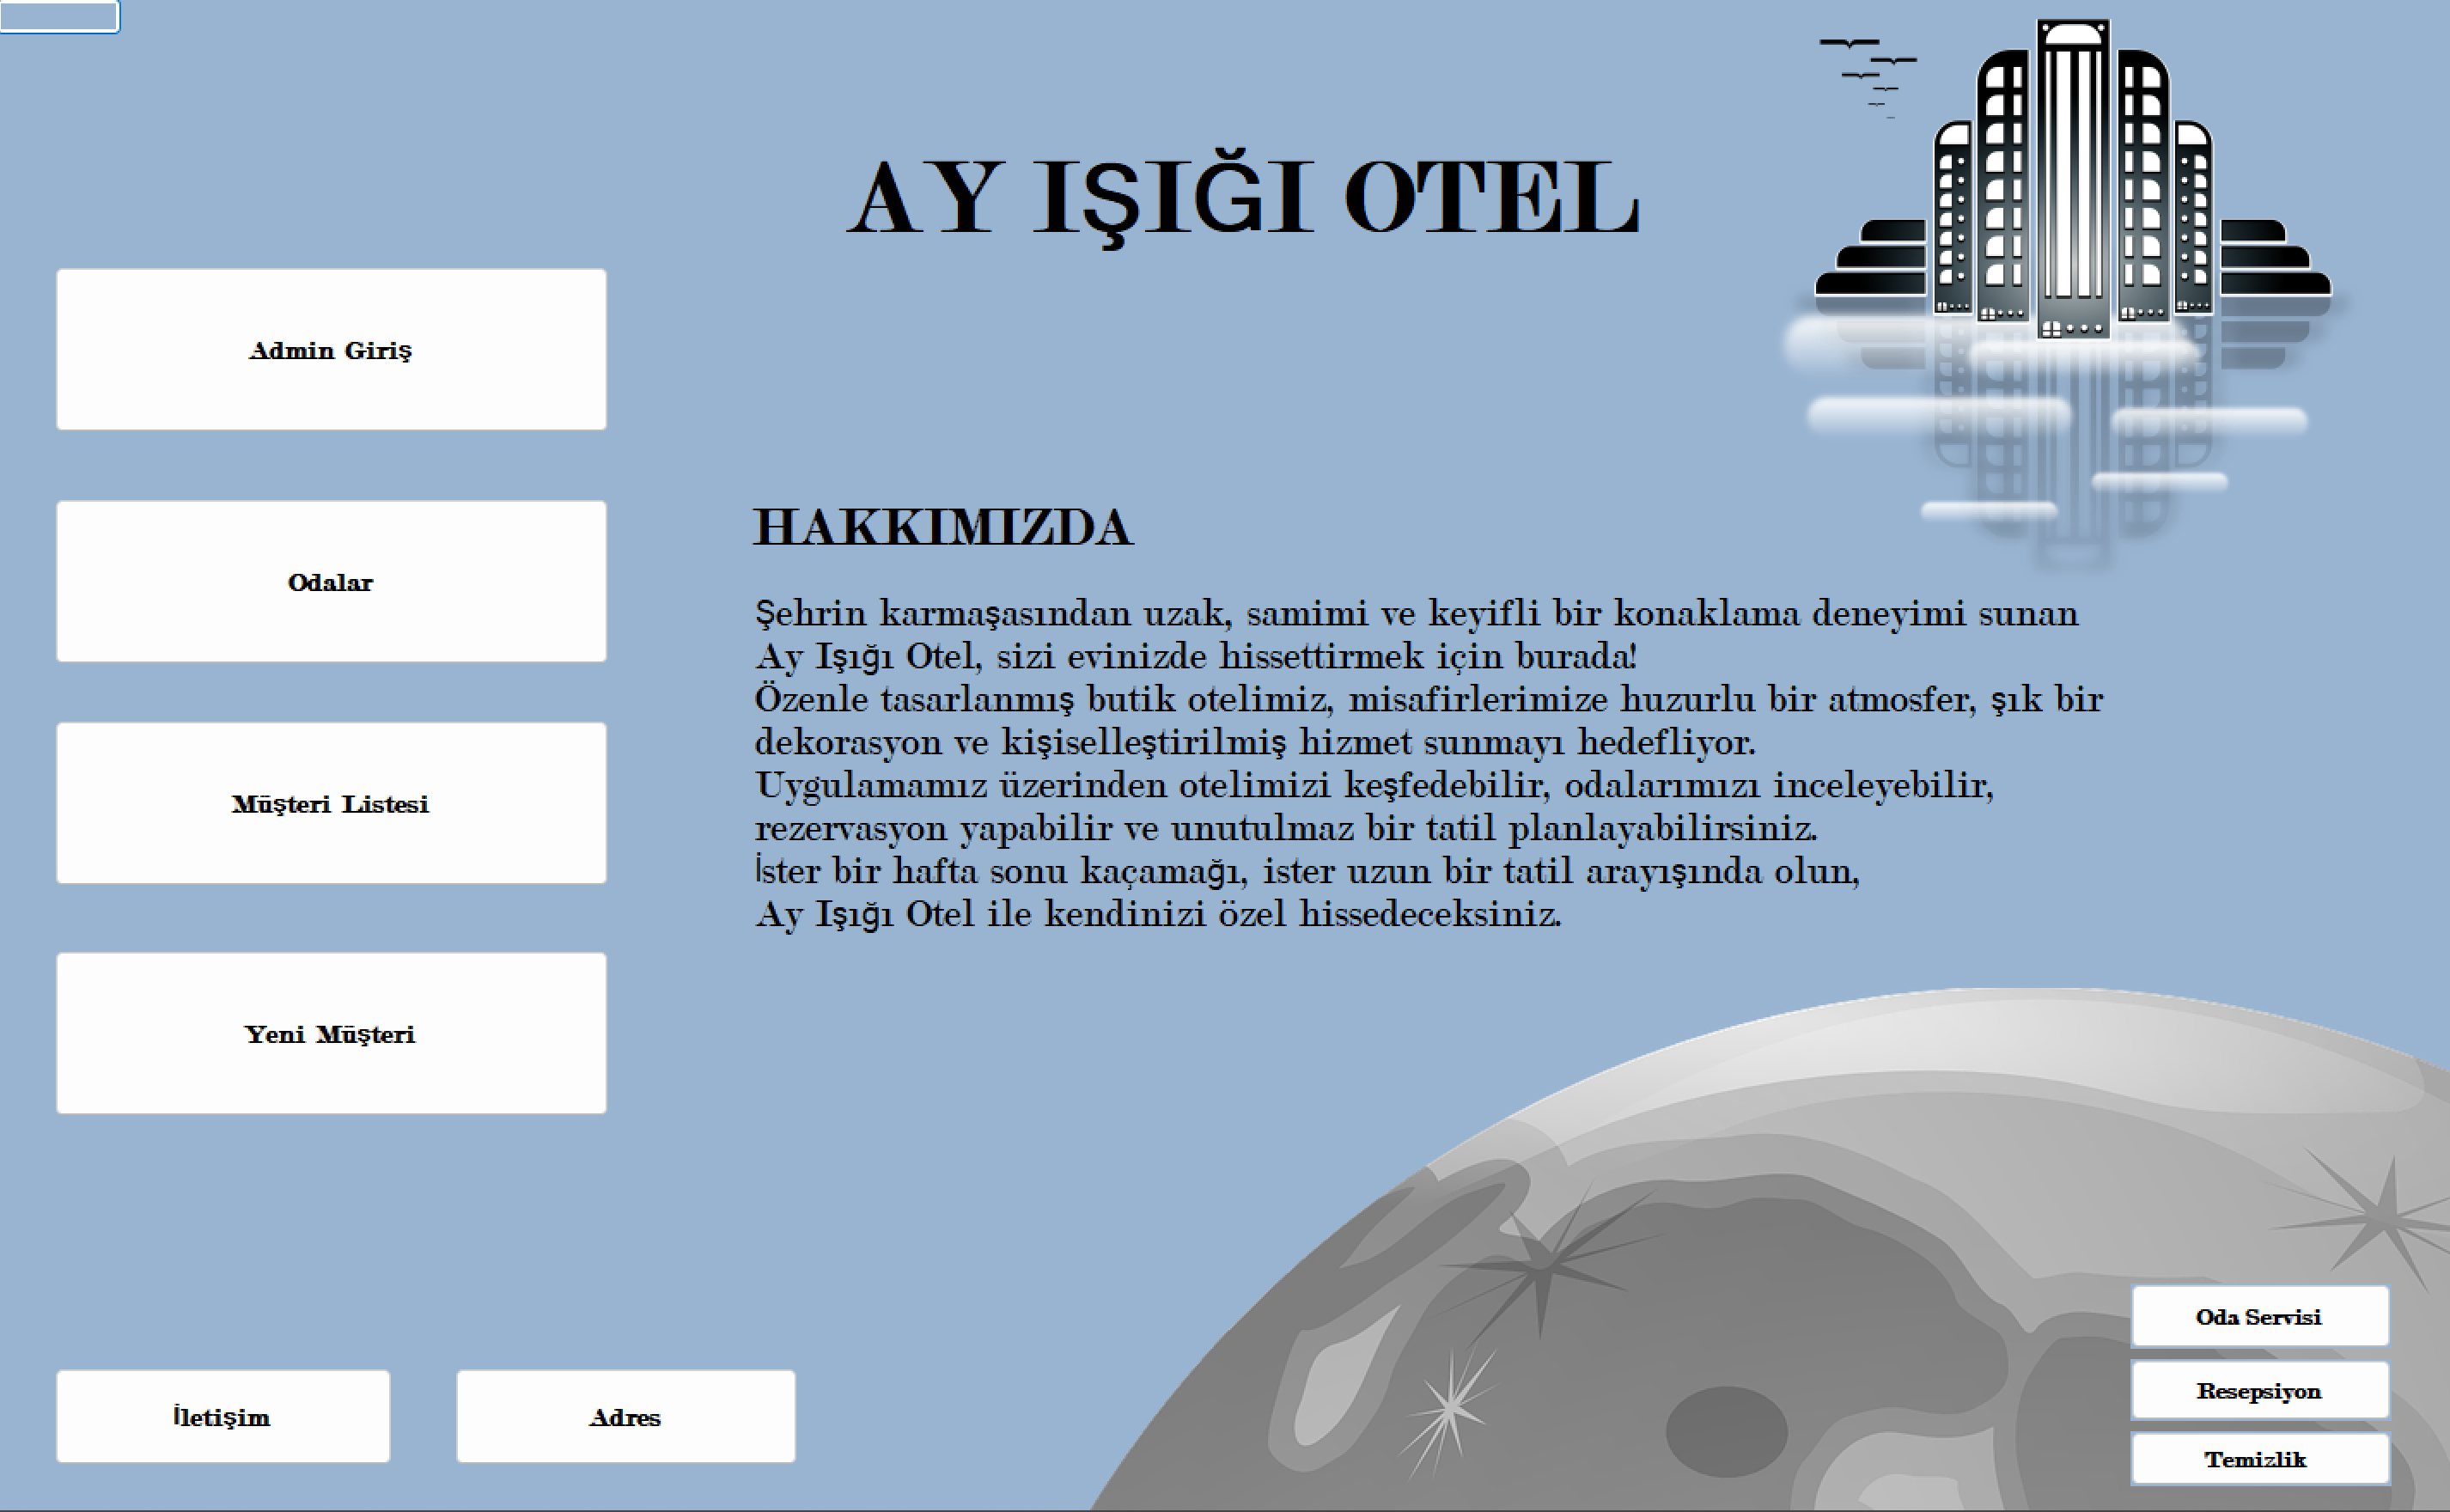 AY IŞIĞI OTEL
Admin Giriş
Odalar
Müşteri Listesi
Yeni Müşteri
HAKKIMIZDA
Şehrin karmaşasından uzak, samimi ve keyifli bir konaklama deneyimi sunan
Ay Işığı Otel, sizi evinizde hissettirmek için burada!
Özenle tasarlanmış butik otelimiz, misafirlerimize huzurlu bir atmosfer, şık bir
dekorasyon ve kişiselleştirilmiş hizmet sunmayı hedefliyor.
Uygulamamız üzerinden otelimizi keşfedebilir, odalarımızı inceleyebilir,
rezervasyon yapabilir ve unutulmaz bir tatil planlayabilirsiniz.
İster bir hafta sonu kaçamağı, ister uzun bir tatil arayışında olun,
Ay Işığı Otel ile kendinizi özel hissedeceksiniz.
İletişim
Adres
Oda Servisi
Resepsiyon
Temizlik